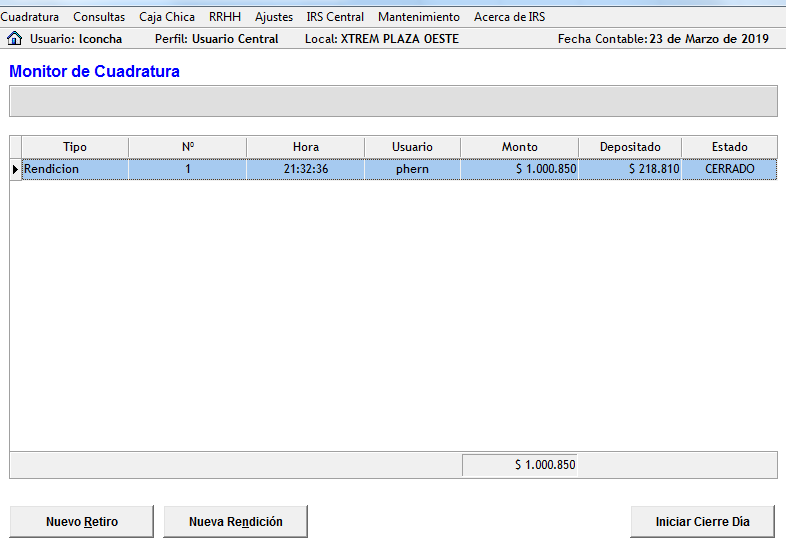 Cuadratura Consultas Caja Chica RRHH Ajustes IRS Central Mantenimiento Acerca de IRS
Usuario: lconcha Perfil: Usuario Central Local: XTREM PLAZA OESTE Fecha Contable: 23 de Marzo de 2019
Monitor de Cuadratura
Tipo Nº Hora Usuario Monto Depositado Estado
Rendicion 1 21:32:36 phern $ 1.000.850 $ 218.810 CERRADO
$ 1.000.850
Nuevo Retiro Nueva Rendición Iniciar Cierre Día